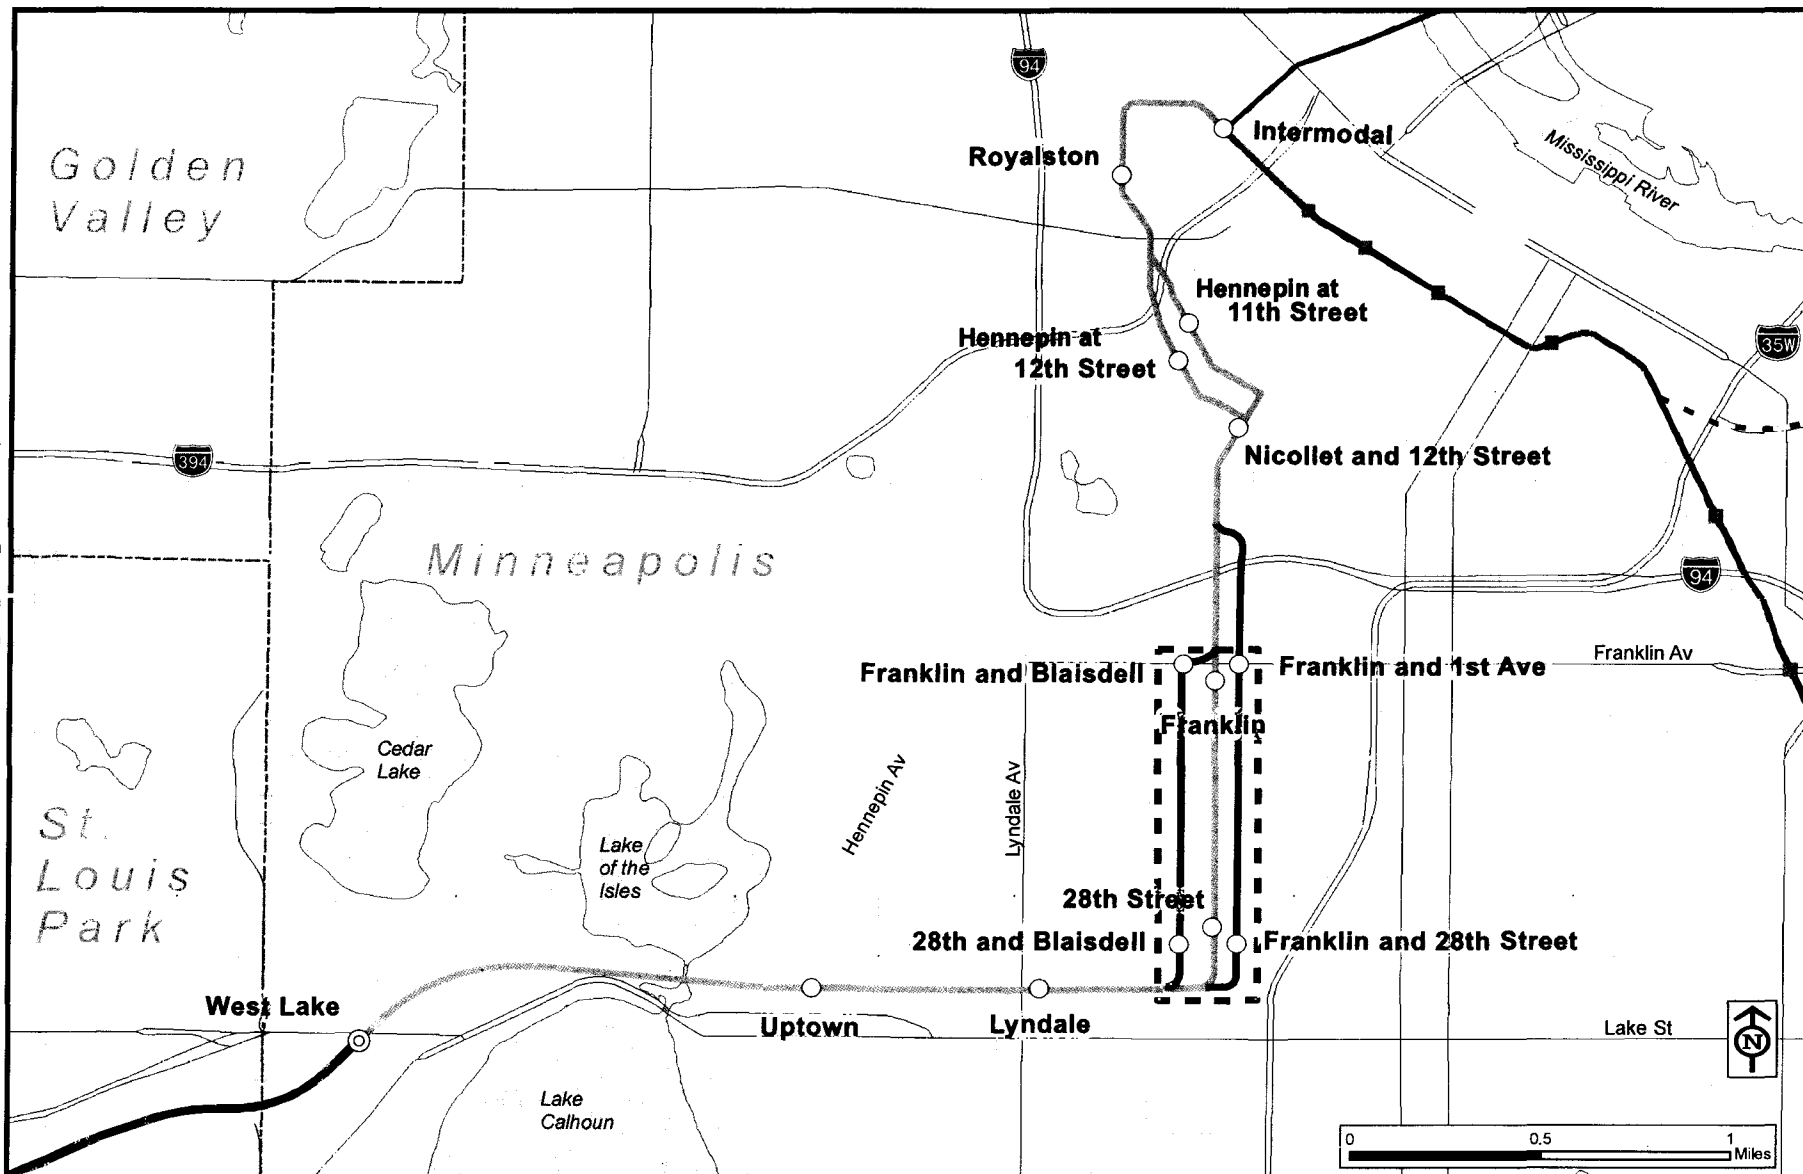 94
Intermodal
Royalston
Mississippi River
Golden
Valley
Hennepin at
11th Street
Hennepin at
12th Street
35W
394
Nicollet and 12th Street
Minneapolis
94
Franklin Av
Franklin and Blaisdell
Franklin and 1st Ave
Franklin
Cedar
Lake
Hennepin Av
Lyndale Av
St.
Louis
Park
Lake
of the
Isles
28th Street
28th and Blaisdell
Franklin and 28th Street
West Lake
Uptown
Lyndale
Lake St
N
Lake
Calhoun
0 0.5 1
Miles